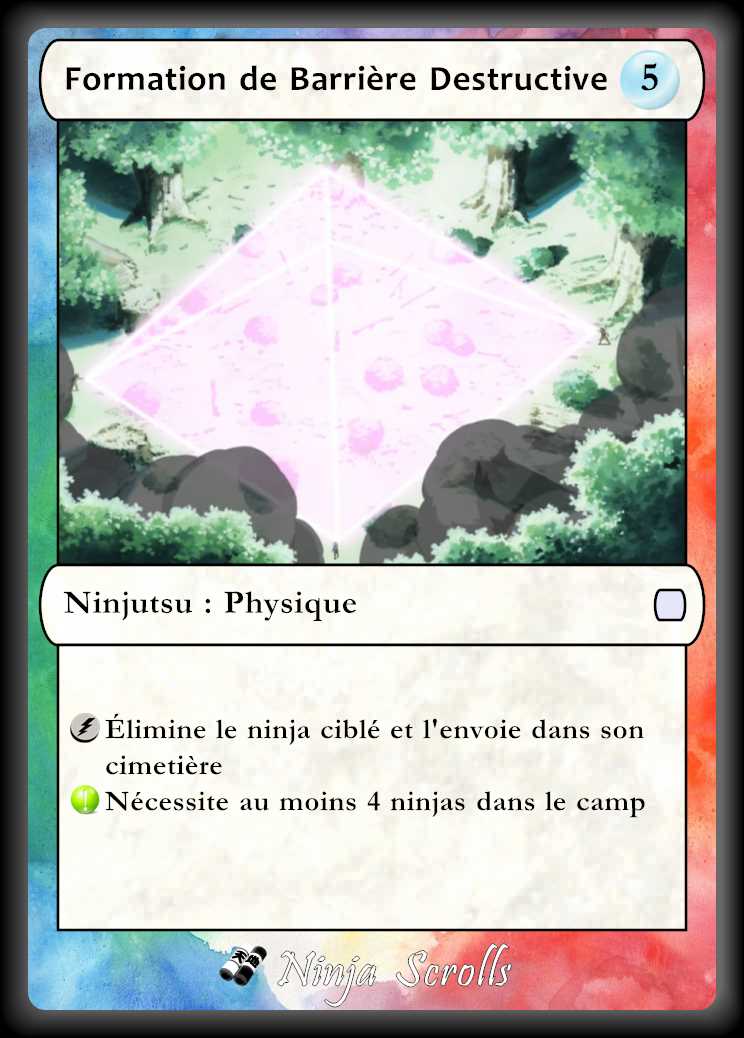 Formation de Barrière Destructive 5
Ninjutsu : Physique
Élimine le ninja ciblé et l'envoie dans son
cimetière
Nécessite au moins 4 ninjas dans le camp
Ninja Scrolls